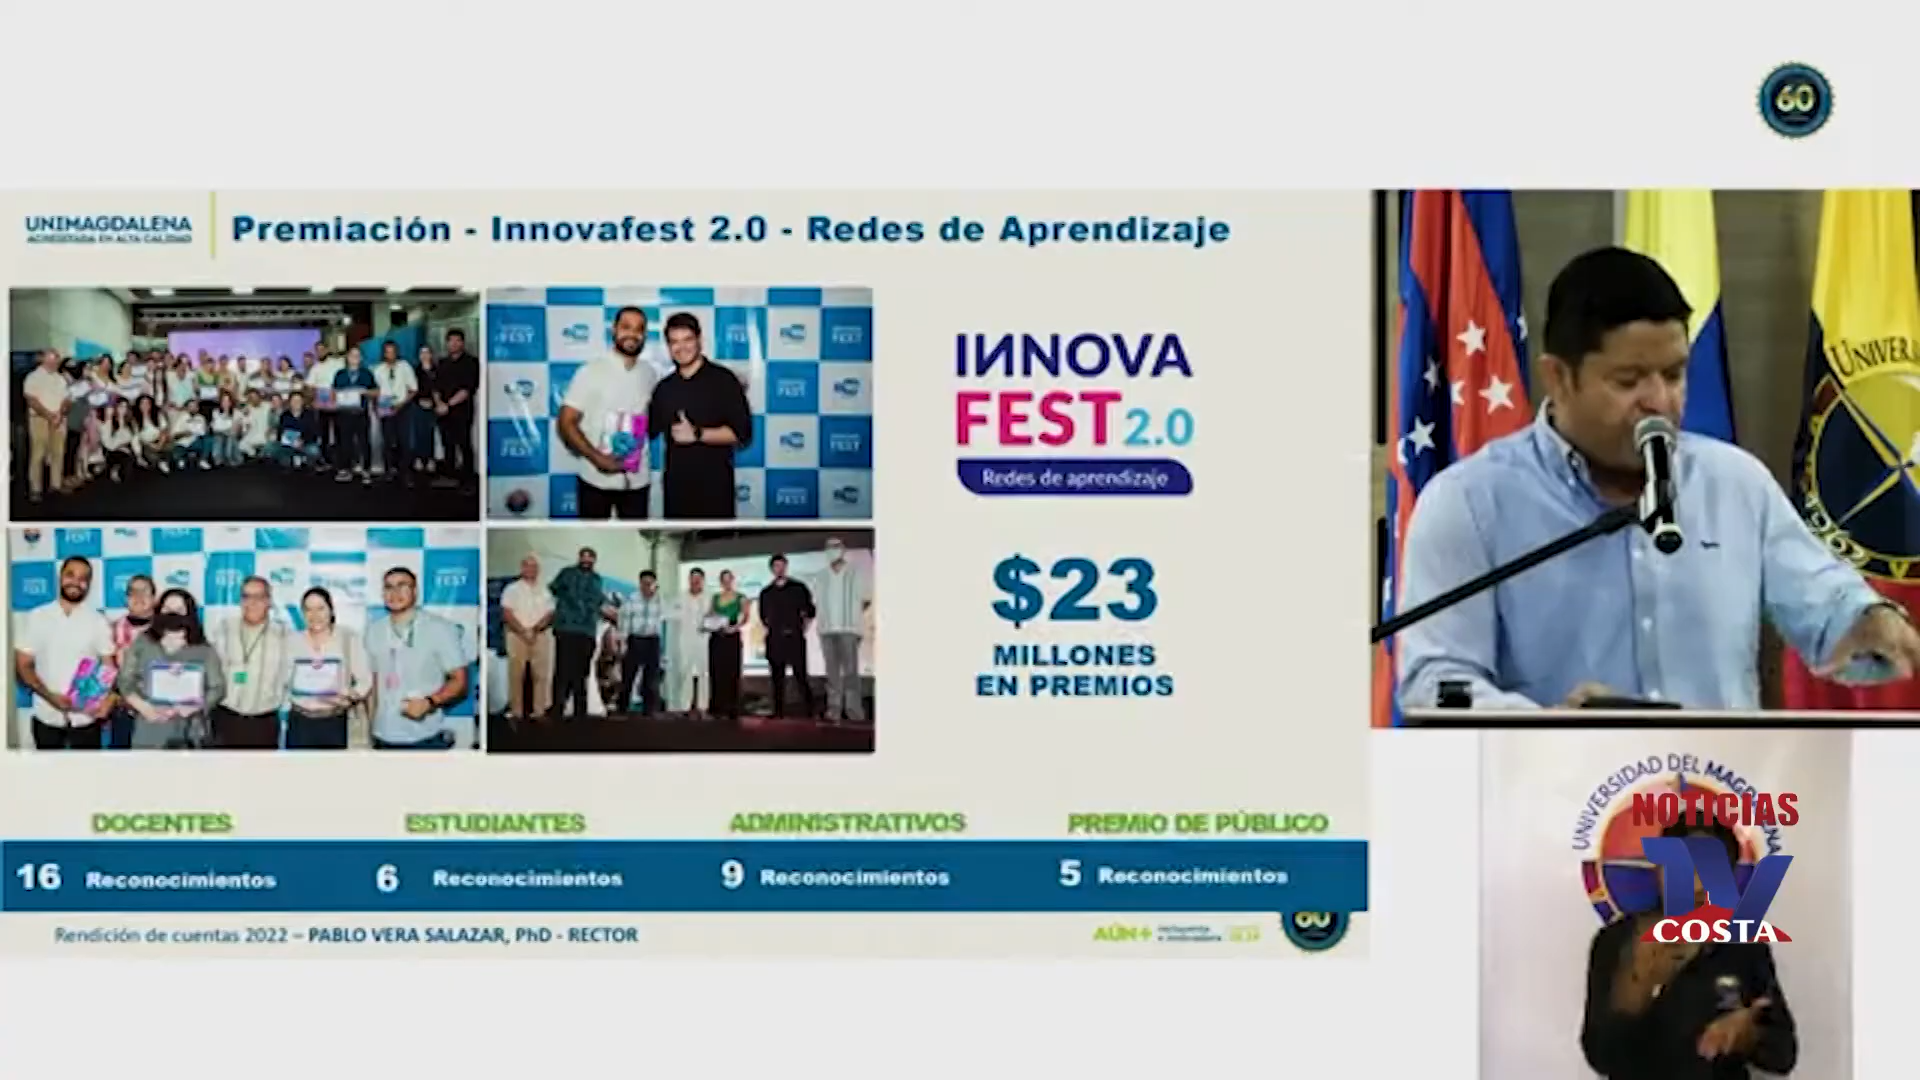 60
UNIMAGDALENA
ACREDITADA EN ALTA CALIDAD
Premiación - Innovafest 2.0 - Redes de Aprendizaje
INNOVA
FEST 2.0
Redes de aprendizaje
$23
MILLONES
EN PREMIOS
DOCENTES
ESTUDIANTES
ADMINISTRATIVOS
PREMIO DE PÚBLICO
16 Reconocimientos
6 Reconocimientos
9 Reconocimientos
5 Reconocimientos
Rendición de cuentas 2022 – PABLO VERA SALAZAR, PhD - RECTOR
AÚN+
60
UNIVER
UNIVERSIDAD DEL MAGDALENA
NOTICIAS
TV
COSTA